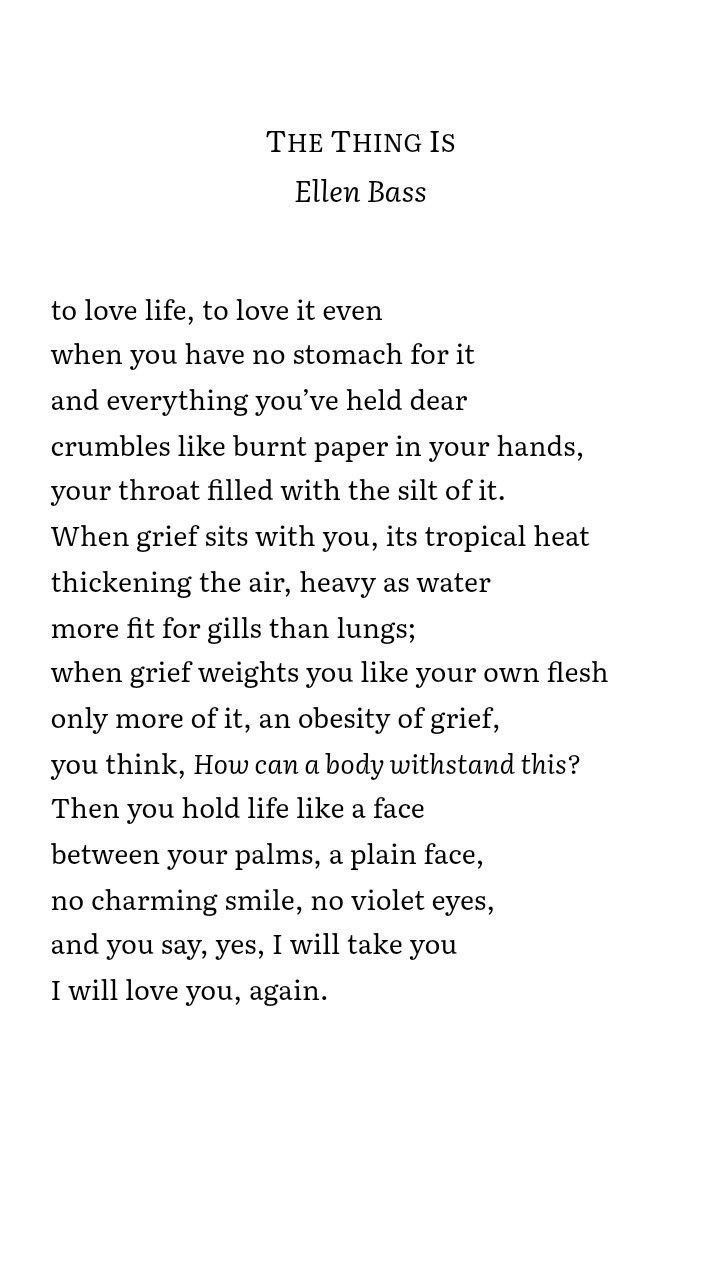 THE THING IS
Ellen Bass
to love life, to love it even
when you have no stomach for it
and everything you’ve held dear
crumbles like burnt paper in your hands,
your throat filled with the silt of it.
When grief sits with you, its tropical heat
thickening the air, heavy as water
more fit for gills than lungs;
when grief weights you like your own flesh
only more of it, an obesity of grief,
you think, How can a body withstand this?
Then you hold life like a face
between your palms, a plain face,
no charming smile, no violet eyes,
and you say, yes, I will take you
I will love you, again.